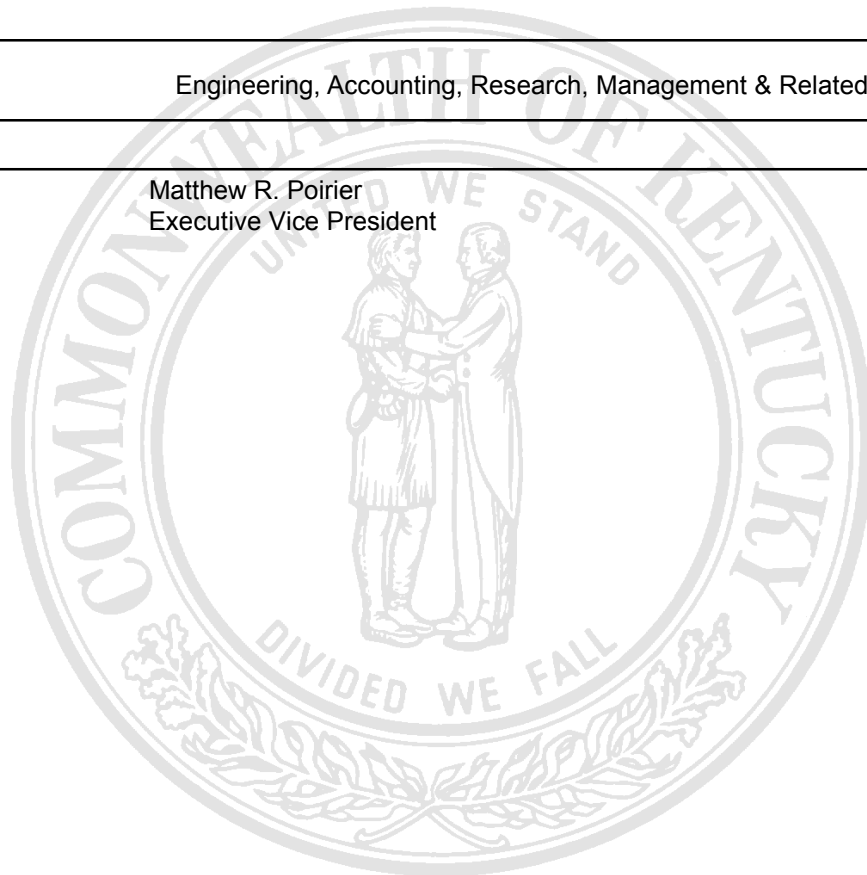 Engineering, Accounting, Research, Management & Related
Matthew R. Poirier
Executive Vice President
COMMONWEALTH OF KENTUCKY
UNITED WE STAND
DIVIDED WE FALL